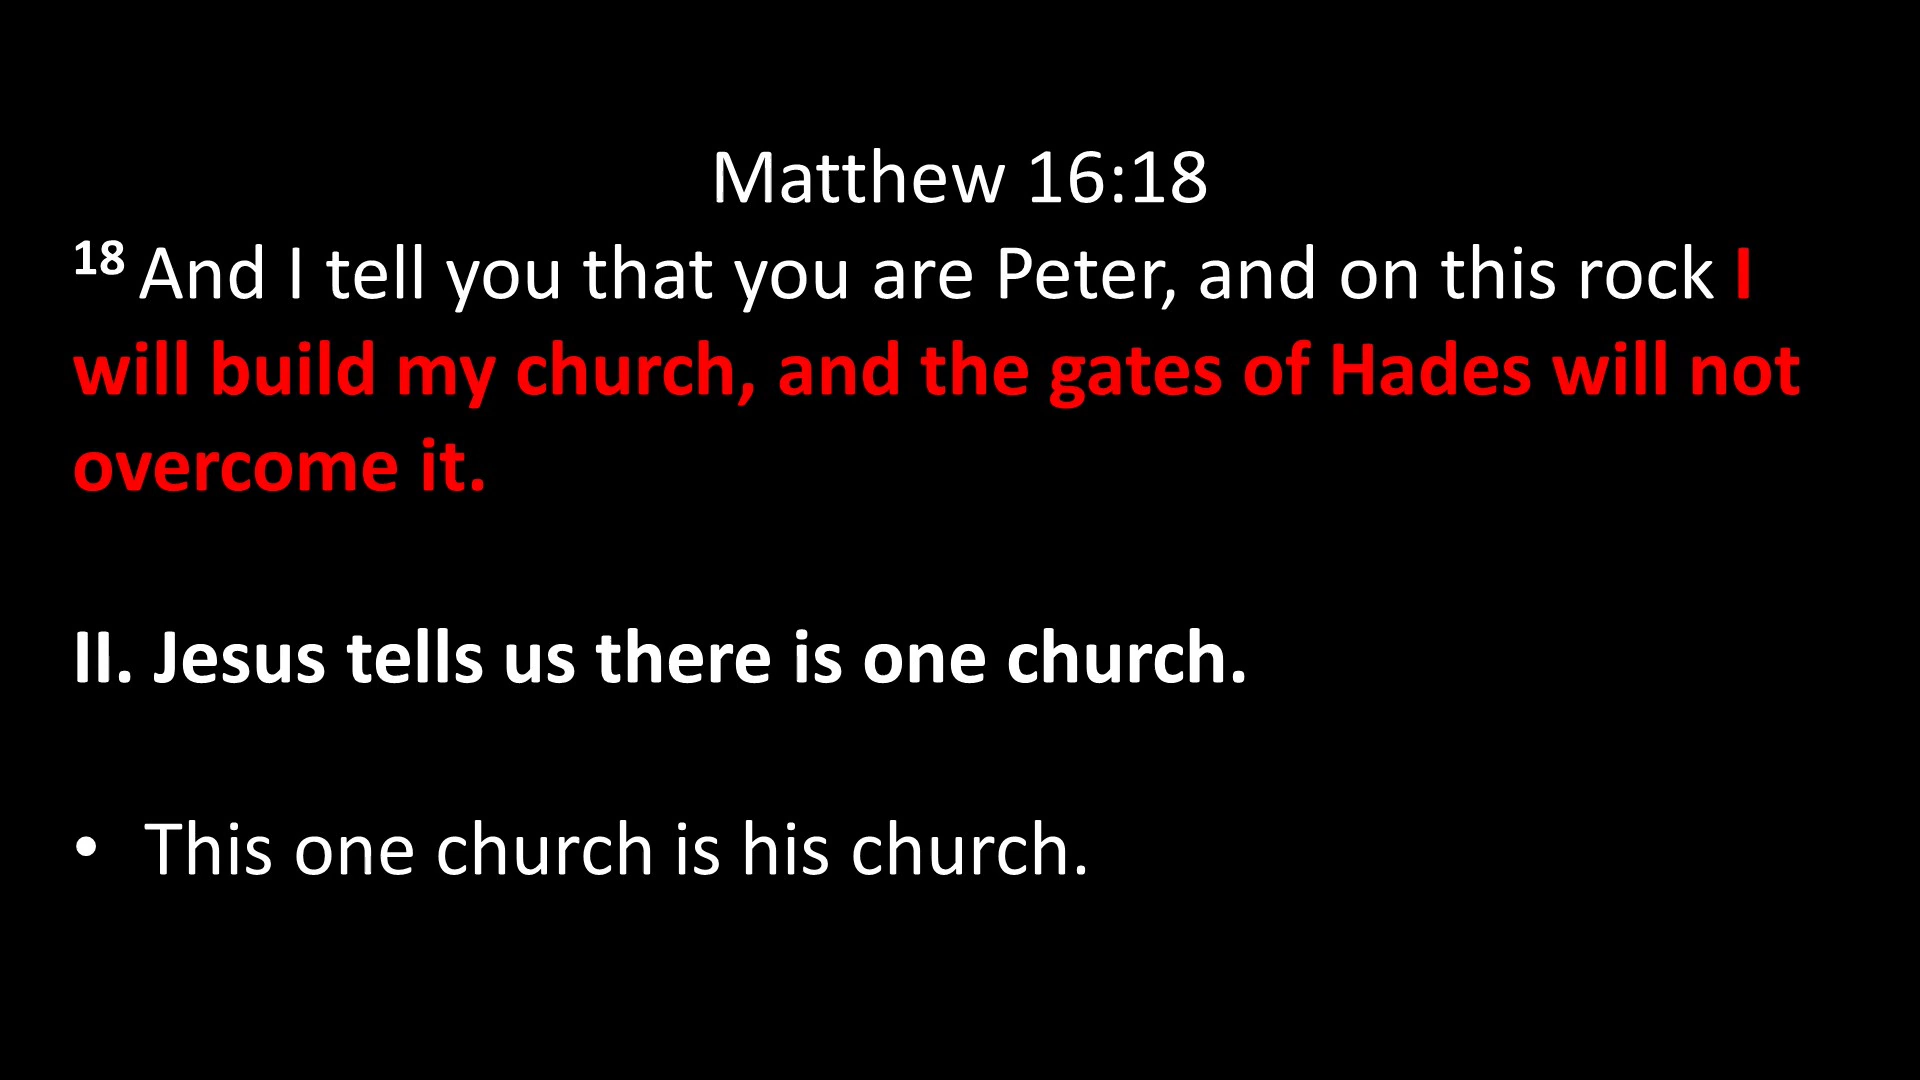 Matthew 16:18
18 And I tell you that you are Peter, and on this rock I
will build my church, and the gates of Hades will not
overcome it.
II. Jesus tells us there is one church.
• This one church is his church.